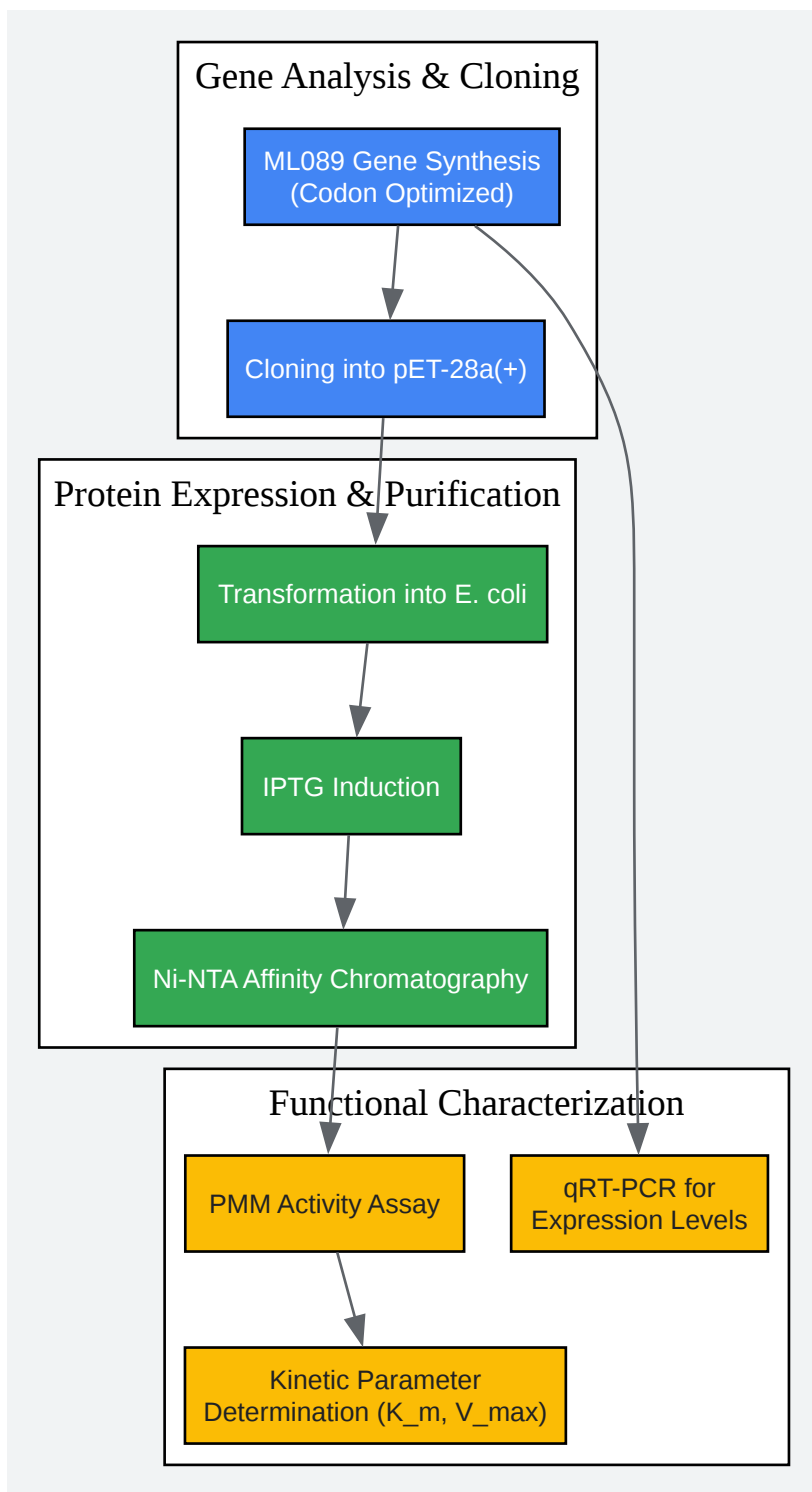 Gene Analysis & Cloning
ML089 Gene Synthesis
(Codon Optimized)
Cloning into pET-28a(+)
Protein Expression & Purification
Transformation into E. coli
IPTG Induction
Ni-NTA Affinity Chromatography
Functional Characterization
PMM Activity Assay
qRT-PCR for
Expression Levels
Kinetic Parameter
Determination (K_m, V_max)